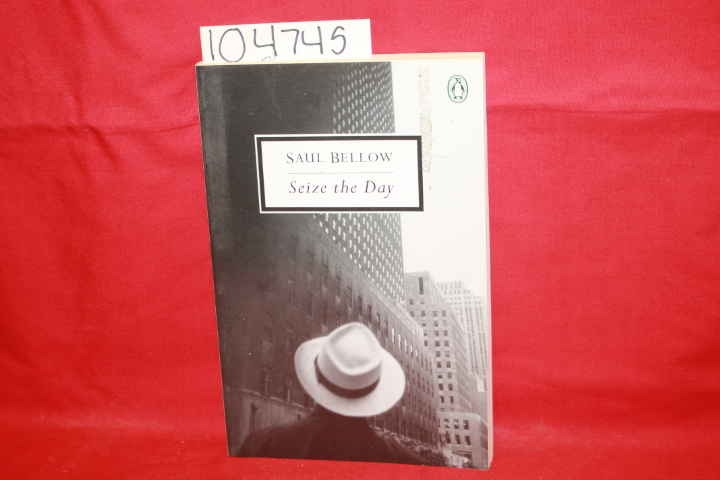 104745
SAUL BELLOW
Seize the Day